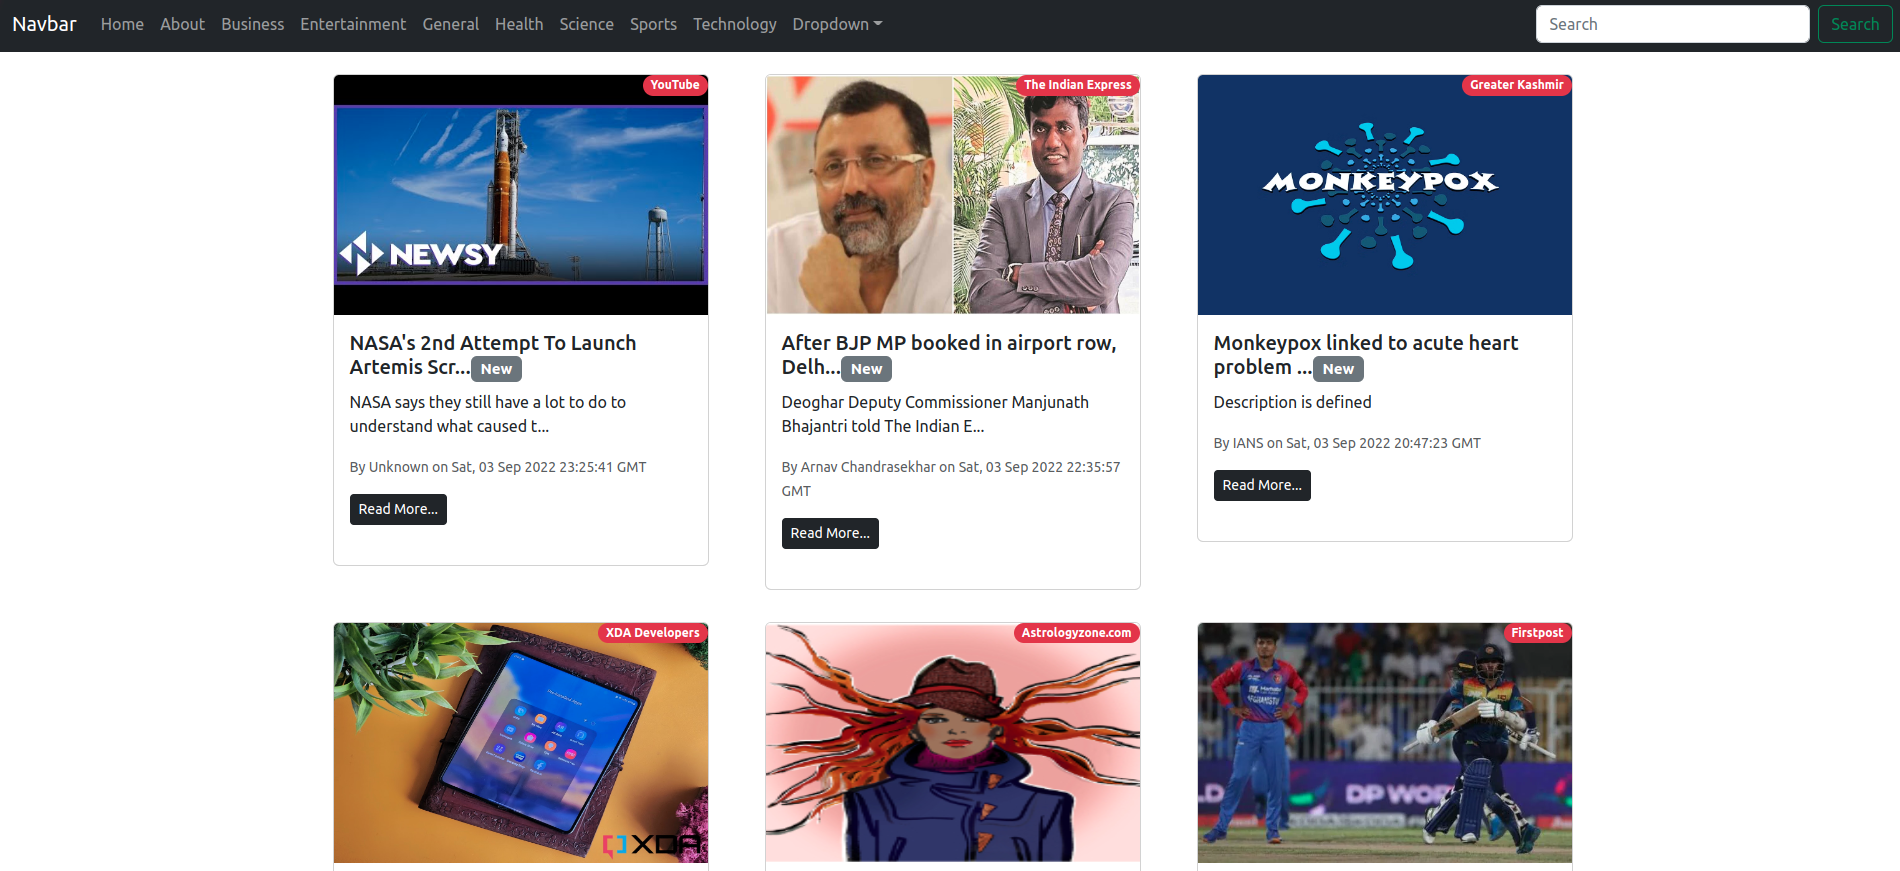 Navbar Home About Business Entertainment General Health Science Sports Technology Dropdown Search Search
YouTube
NEWSY
NASA's 2nd Attempt To Launch
Artemis Scr... New
NASA says they still have a lot to do to
understand what caused t...
By Unknown on Sat, 03 Sep 2022 23:25:41 GMT
Read More...
The Indian Express
After BJP MP booked in airport row,
Delh... New
Deoghar Deputy Commissioner Manjunath
Bhajantri told The Indian E...
By Arnav Chandrasekhar on Sat, 03 Sep 2022 22:35:57
GMT
Read More...
Greater Kashmir
MONKEYPOX
Monkeypox linked to acute heart
problem ... New
Description is defined
By IANS on Sat, 03 Sep 2022 20:47:23 GMT
Read More...
XDA Developers
XDA
Astrologyzone.com
Firstpost
AFGHANISTAN
DP WOR